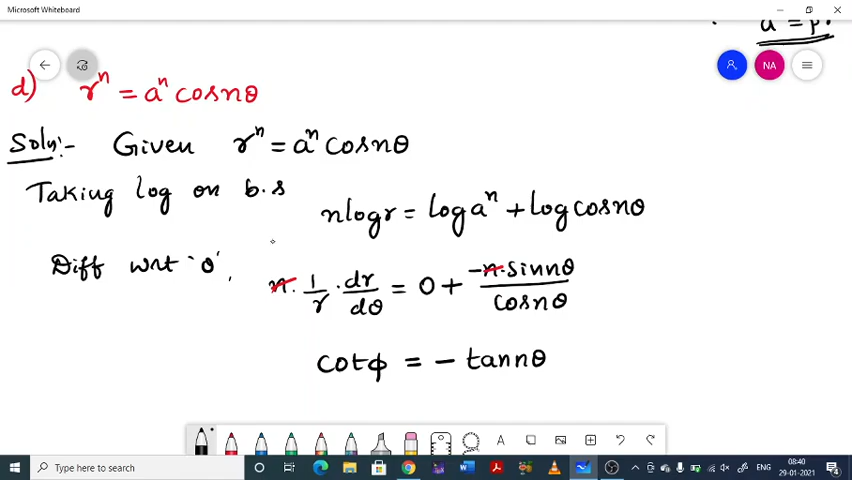 Microsoft Whiteboard
NA
d) rⁿ = aⁿ cosnθ
Soln:- Given rⁿ = aⁿ cosnθ
Taking log on b.s
nlogr = log aⁿ + log cosnθ
Diff wrt 'θ',
n · 1/r · dr/dθ = 0 + -n·sinnθ/cosnθ
cotφ = - tannθ
Type here to search
ENG
08:40
29-01-2021
4